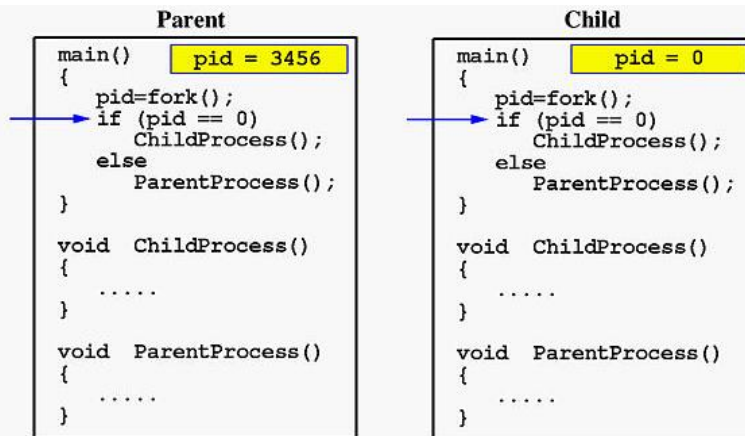 Parent
main()
pid = 3456
{
pid=fork();
if (pid == 0)
ChildProcess();
else
ParentProcess();
}
void ChildProcess()
{
.....
}
void ParentProcess()
{
.....
}
Child
main()
pid = 0
{
pid=fork();
if (pid == 0)
ChildProcess();
else
ParentProcess();
}
void ChildProcess()
{
.....
}
void ParentProcess()
{
.....
}